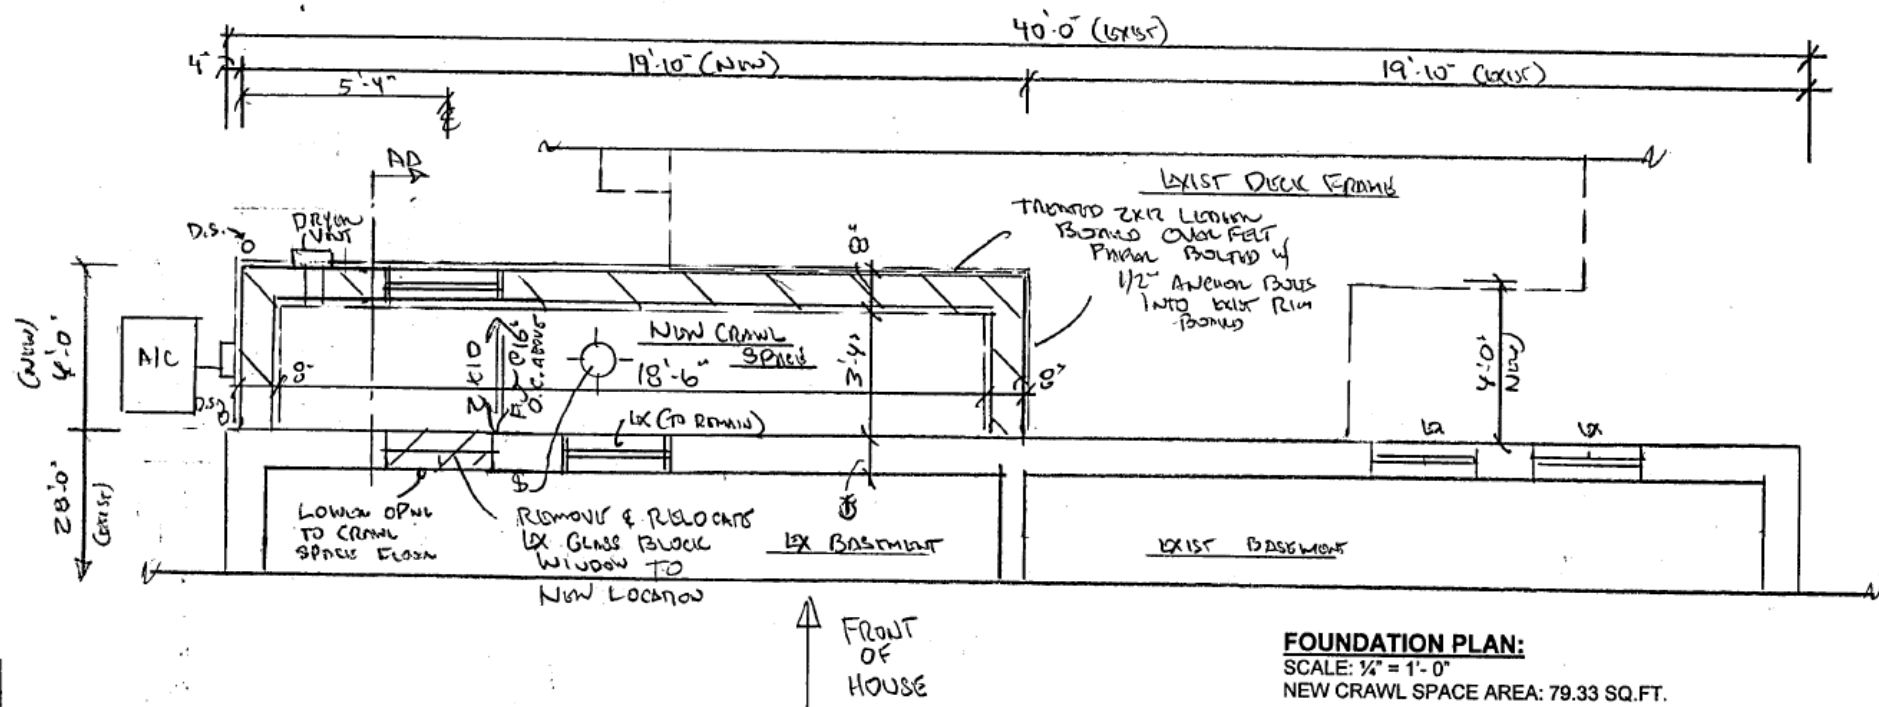 40'-0" (EXIST)
4"
19'-10" (NEW)
19'-10" (EXIST)
5'-4"
℄
AD
EXIST DECK FRAME
D.S.
DRYER
VENT
8"
TREATED 2X12 LEDGER
BOARD OVER FELT
PAPER BOLTED W/
1/2" ANCHOR BOLTS
INTO EXIST RIM
BOARD
(NEW)
4'-0"
A/C
D.S.
8"
2X10
F.J. @16"
O.C. ABOVE
NEW CRAWL
SPACE
18'-6"
3'-4"
8"
4'-0"
(NEW)
EX (TO REMAIN)
EX
EX
28'-0"
(EXIST)
$
LOWER OPNG
TO CRAWL
SPACE FLOOR
REMOVE & RELOCATE
EX GLASS BLOCK
WINDOW TO
NEW LOCATION
EX BASEMENT
EXIST BASEMENT
FRONT
OF
HOUSE
FOUNDATION PLAN:
SCALE: ¼" = 1'- 0"
NEW CRAWL SPACE AREA: 79.33 SQ.FT.